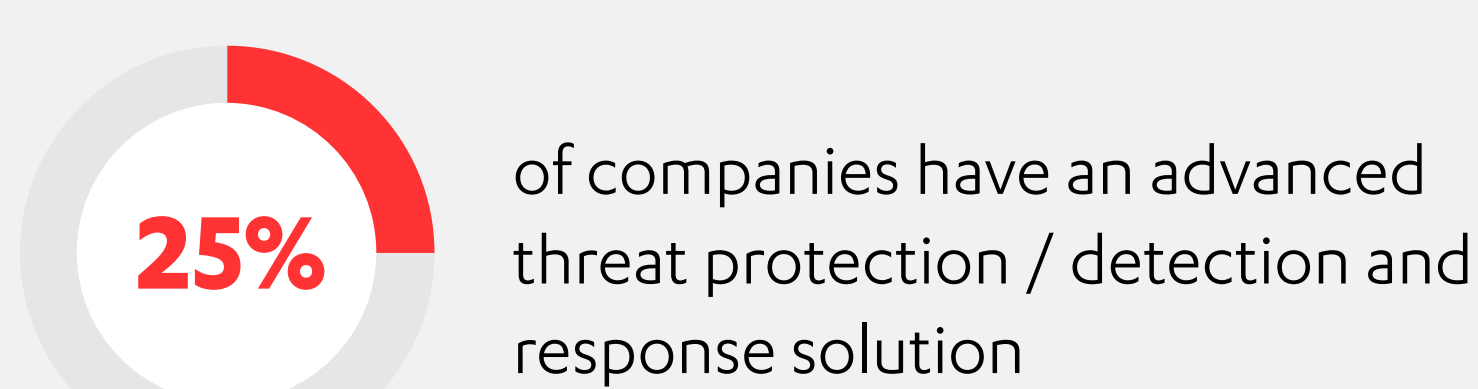 25%
of companies have an advanced
threat protection / detection and
response solution